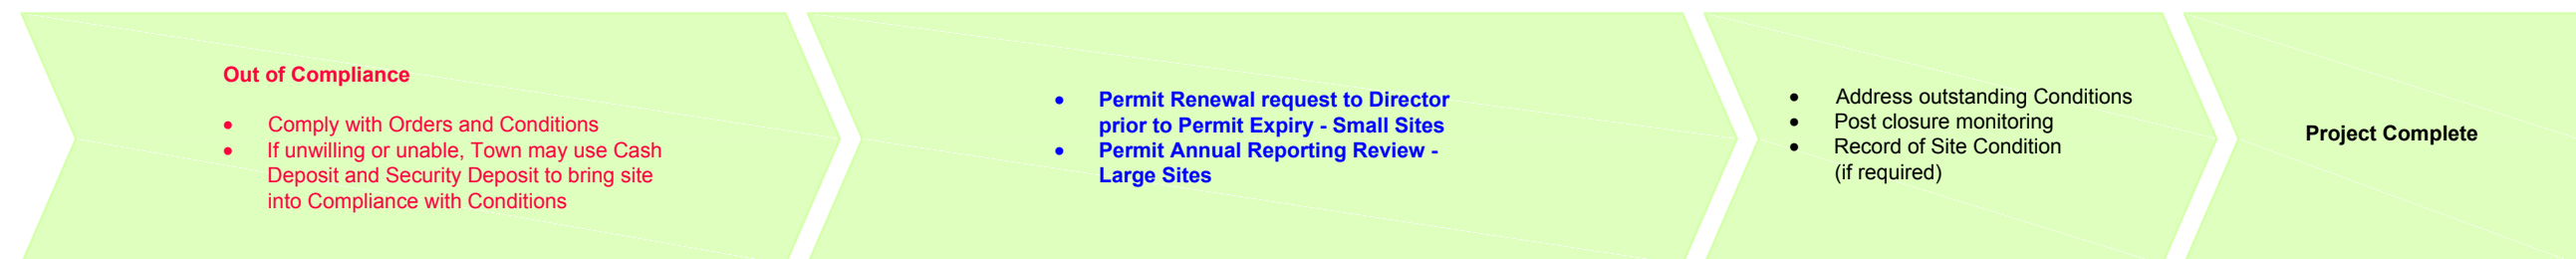 Out of Compliance
• Comply with Orders and Conditions
• If unwilling or unable, Town may use Cash
Deposit and Security Deposit to bring site
into Compliance with Conditions
• Permit Renewal request to Director
prior to Permit Expiry - Small Sites
• Permit Annual Reporting Review -
Large Sites
• Address outstanding Conditions
• Post closure monitoring
• Record of Site Condition
(if required)
Project Complete